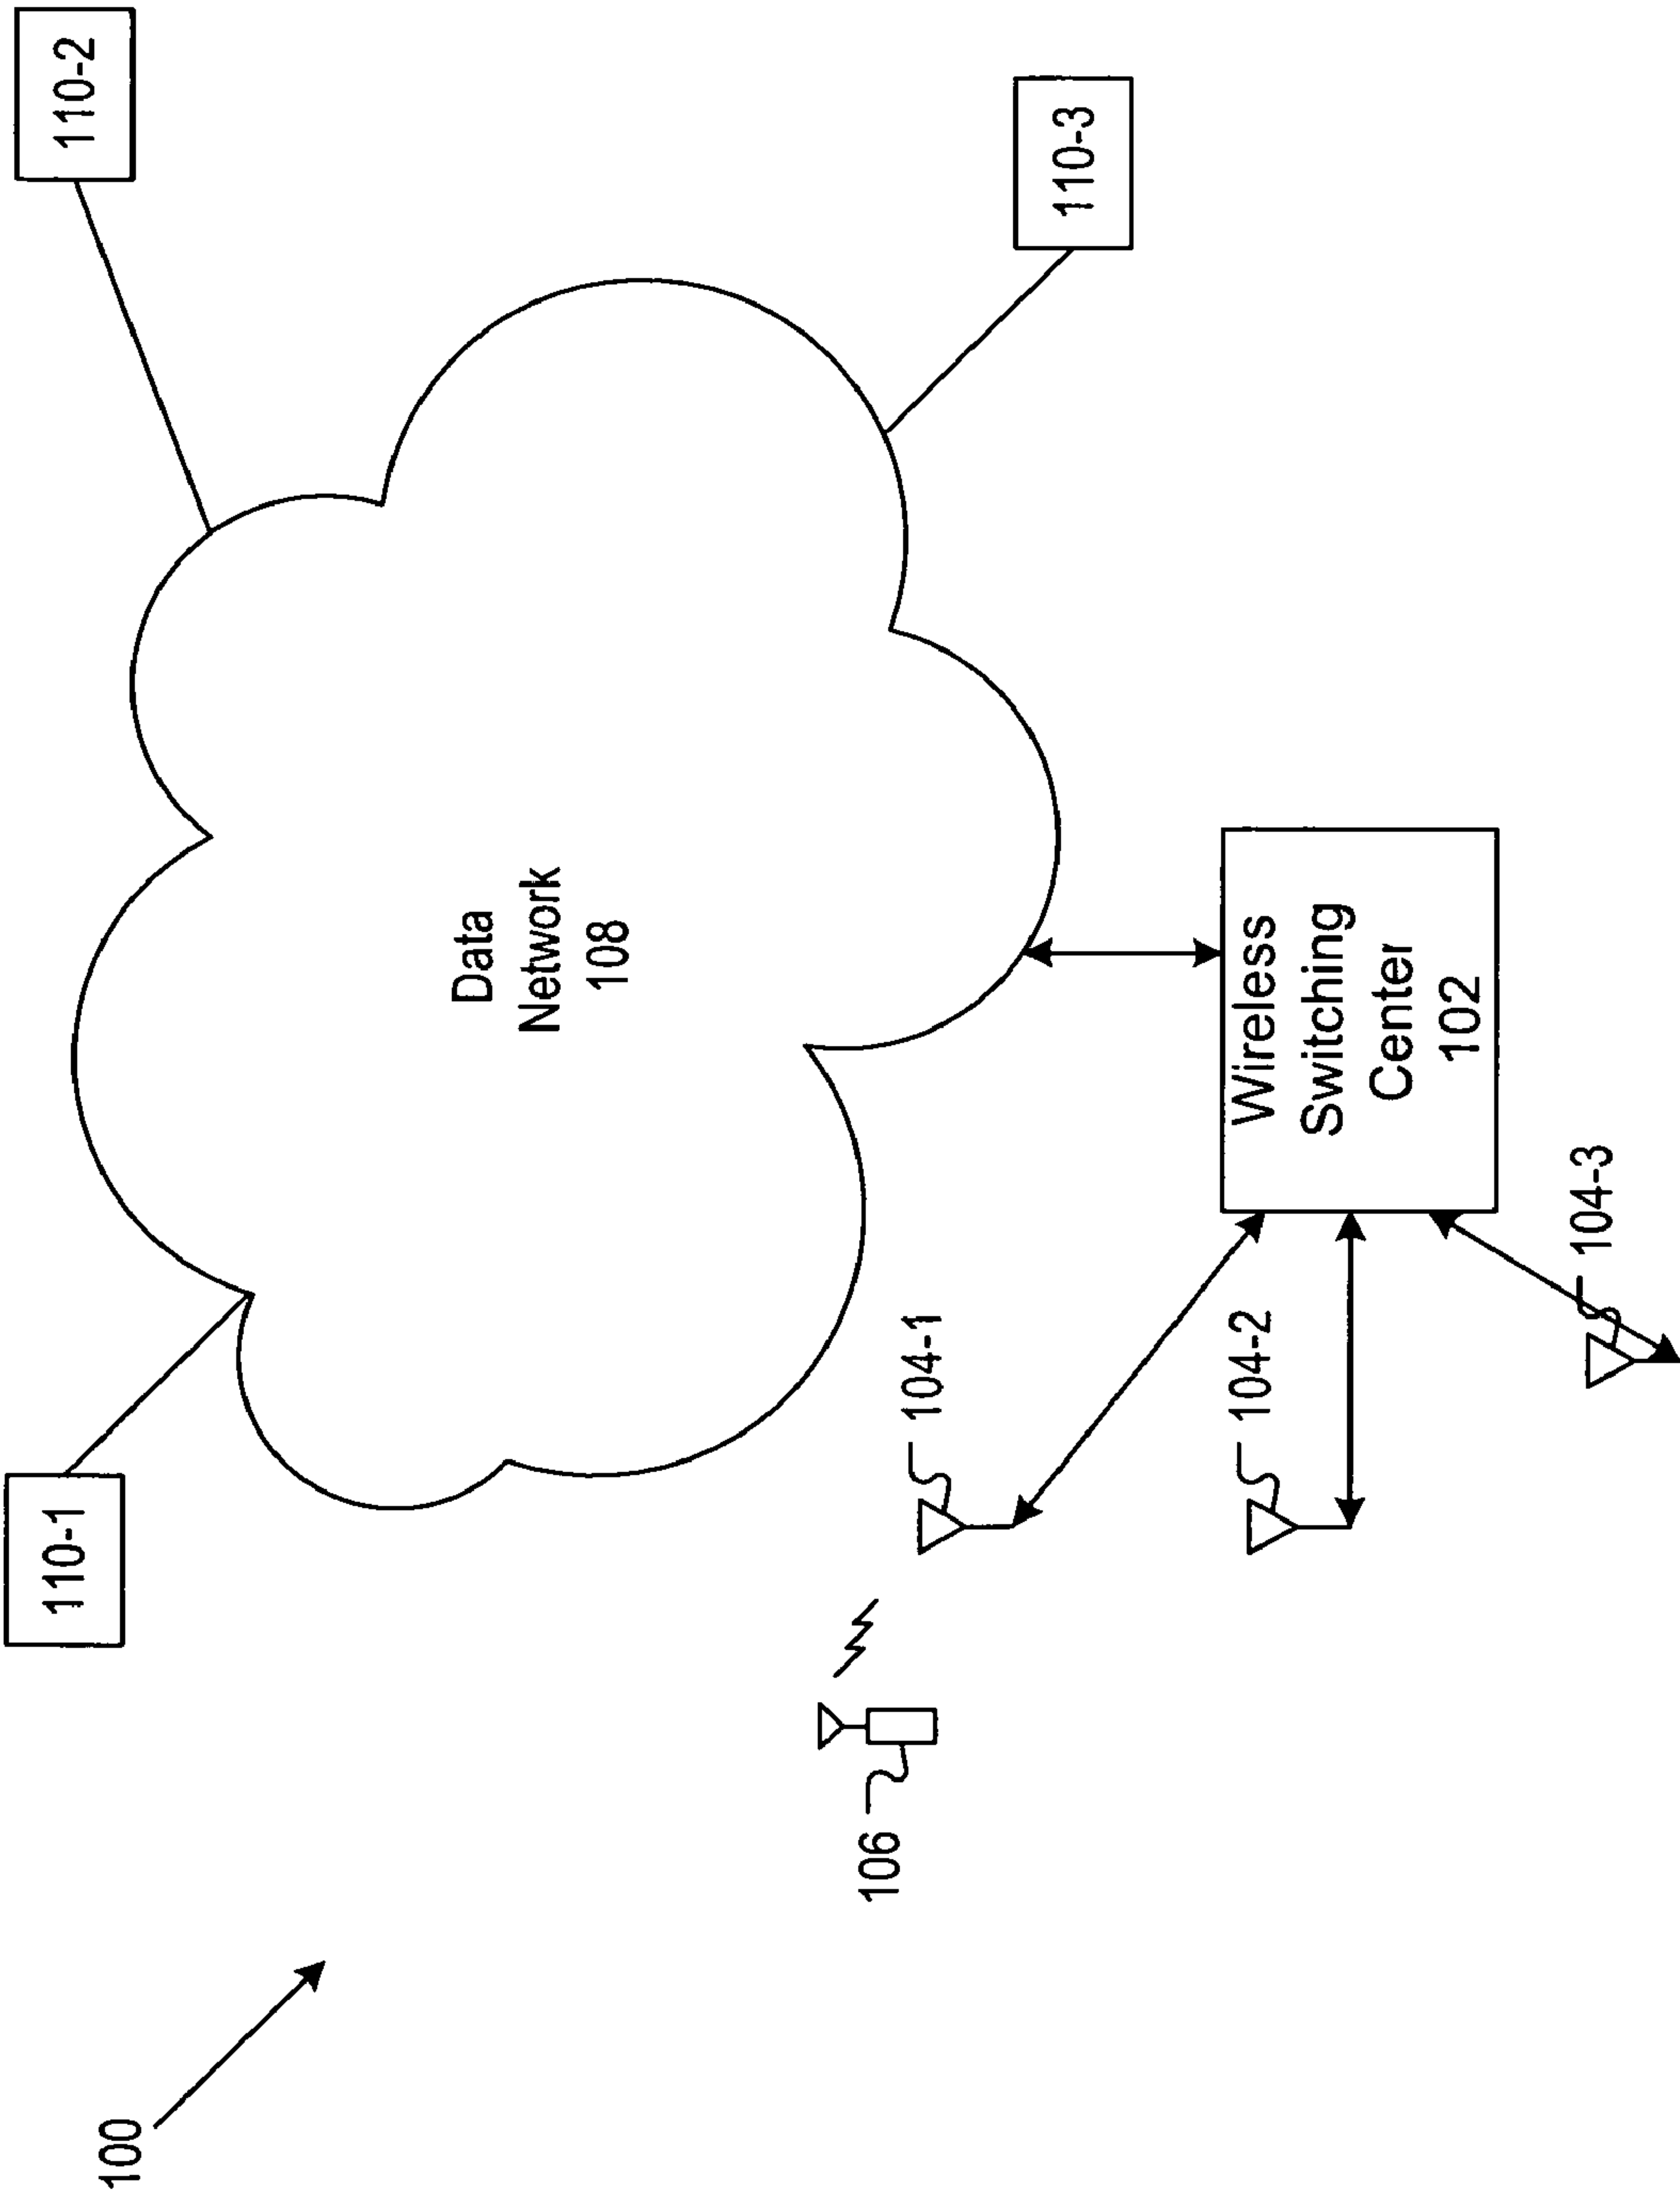 100
110-1
110-2
Data
Network
108
110-3
106
104-1
104-2
104-3
Wireless
Switching
Center
102